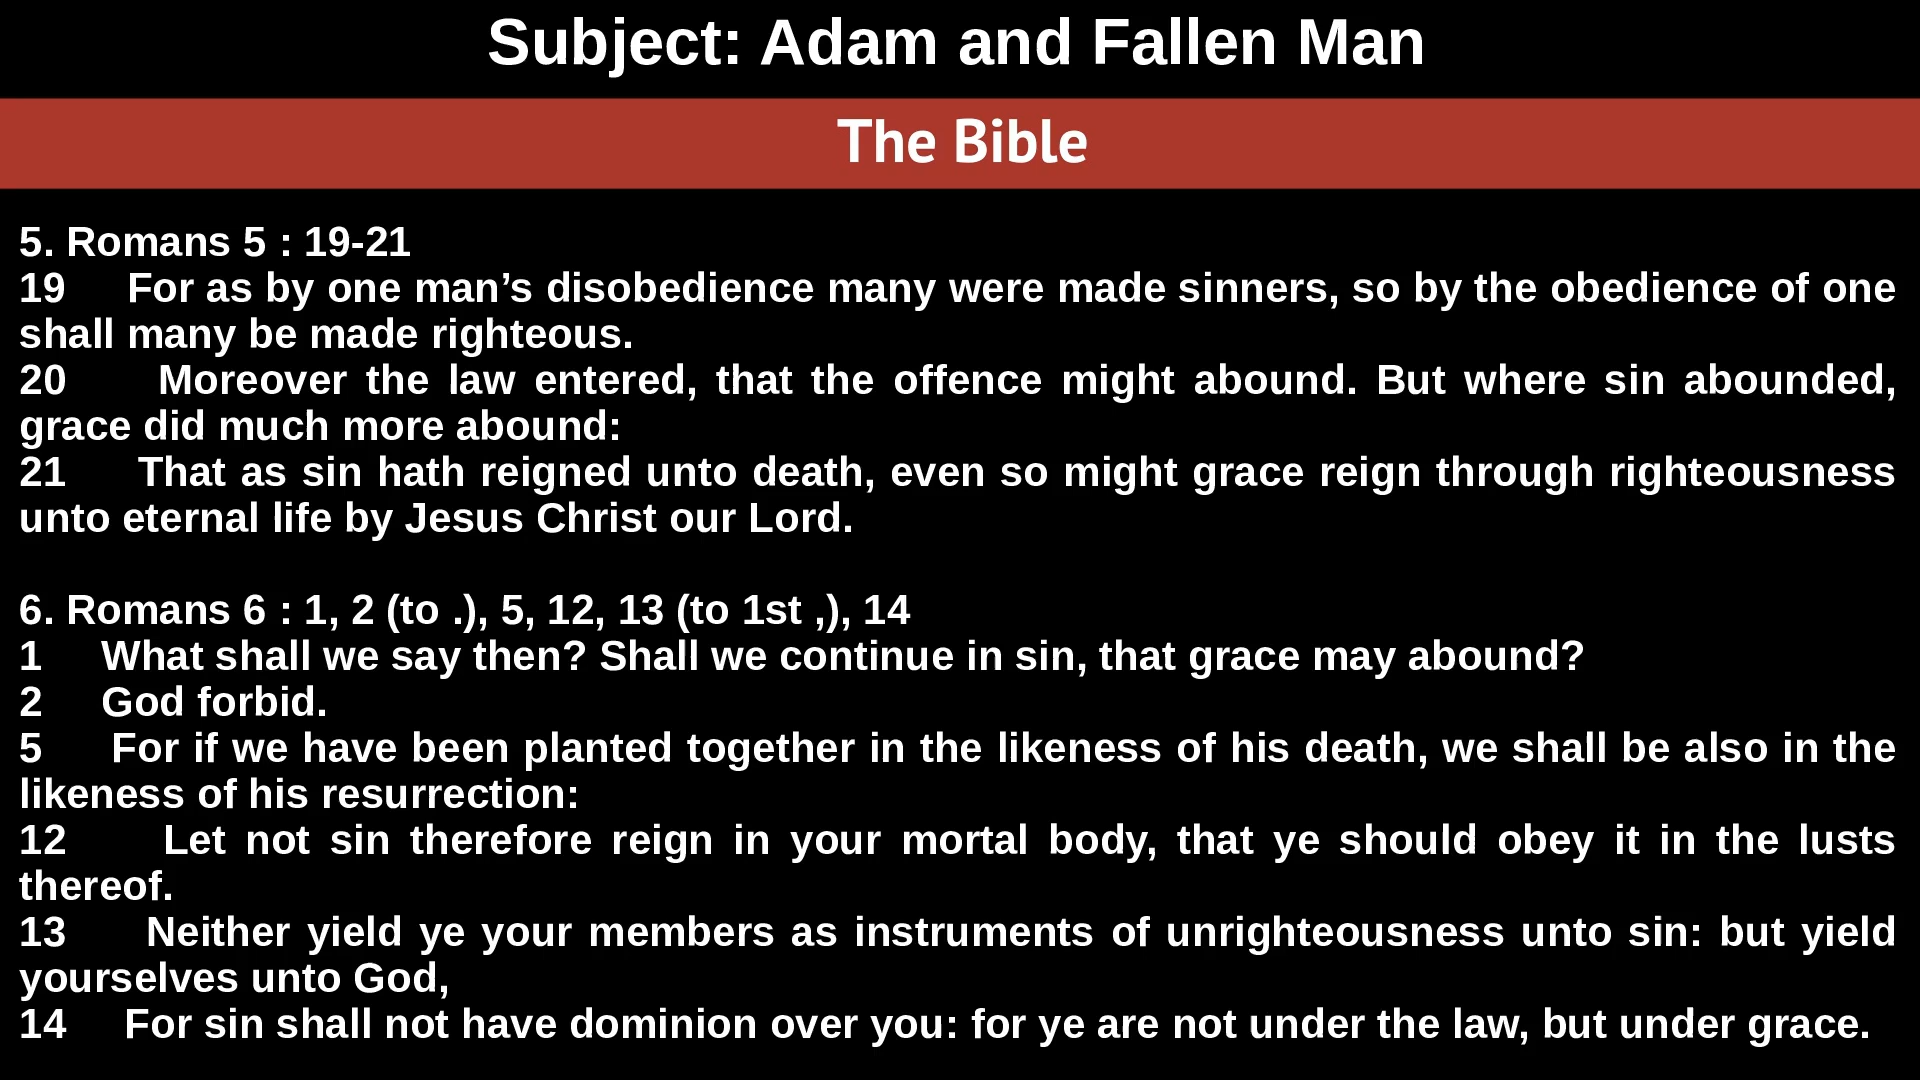 Subject: Adam and Fallen Man
The Bible
5. Romans 5 : 19-21
19 For as by one man’s disobedience many were made sinners, so by the obedience of one
shall many be made righteous.
20 Moreover the law entered, that the offence might abound. But where sin abounded,
grace did much more abound:
21 That as sin hath reigned unto death, even so might grace reign through righteousness
unto eternal life by Jesus Christ our Lord.
6. Romans 6 : 1, 2 (to .), 5, 12, 13 (to 1st ,), 14
1 What shall we say then? Shall we continue in sin, that grace may abound?
2 God forbid.
5 For if we have been planted together in the likeness of his death, we shall be also in the
likeness of his resurrection:
12 Let not sin therefore reign in your mortal body, that ye should obey it in the lusts
thereof.
13 Neither yield ye your members as instruments of unrighteousness unto sin: but yield
yourselves unto God,
14 For sin shall not have dominion over you: for ye are not under the law, but under grace.